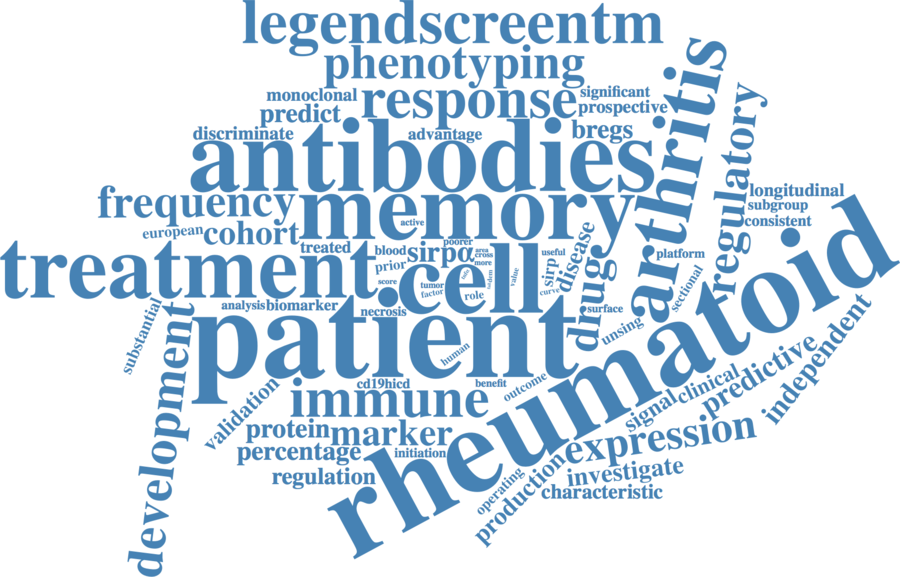 legendscreentm
phenotyping
monoclonal
response
significant
predict
prospective
discriminate
advantage
bregs
antibodies
arthritis
regulatory
frequency
memory
active
longitudinal
subgroup
consistent
european
cohort
treated
blood
sirpα
poorer
area
cross
more
useful
sirp
disease
drug
platform
sectional
treatment
prior
score
cell
tumor
factor
role
value
curve
surface
unsing
substantial
analysis
biomarker
necrosis
patient
human
rheumatoid
development
validation
cd19hicd
benefit
outcome
immune
signal
clinical
predictive
independent
protein
marker
percentage
initiation
expression
regulation
operating
production
investigate
characteristic